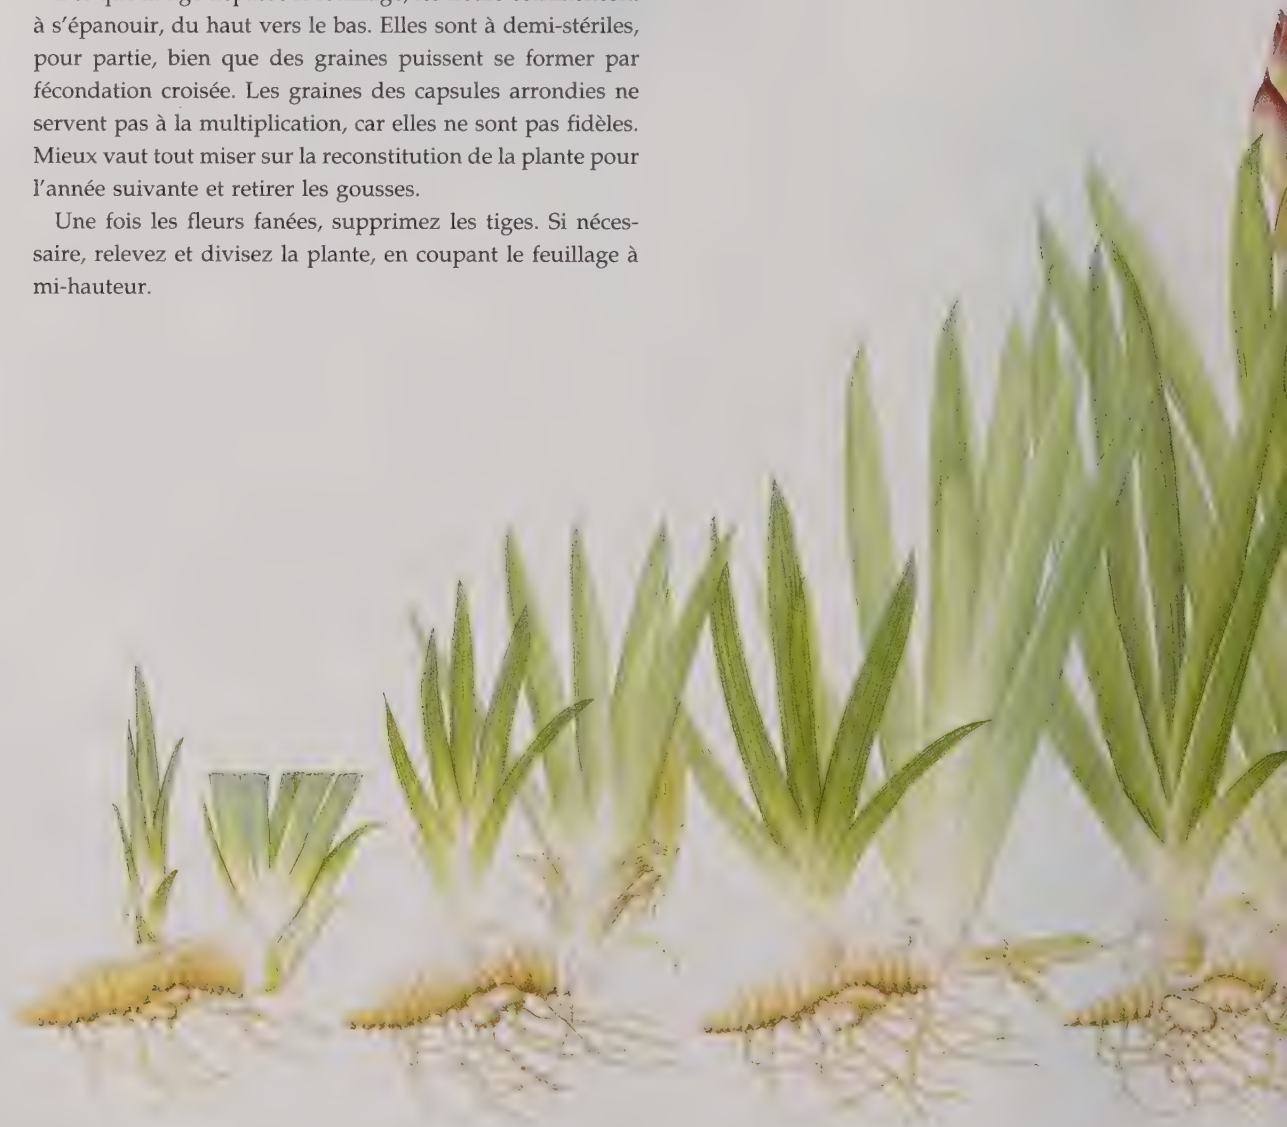 à s’épanouir, du haut vers le bas. Elles sont à demi-stériles,
pour partie, bien que des graines puissent se former par
fécondation croisée. Les graines des capsules arrondies ne
servent pas à la multiplication, car elles ne sont pas fidèles.
Mieux vaut tout miser sur la reconstitution de la plante pour
l’année suivante et retirer les gousses.
Une fois les fleurs fanées, supprimez les tiges. Si néces-
saire, relevez et divisez la plante, en coupant le feuillage à
mi-hauteur.